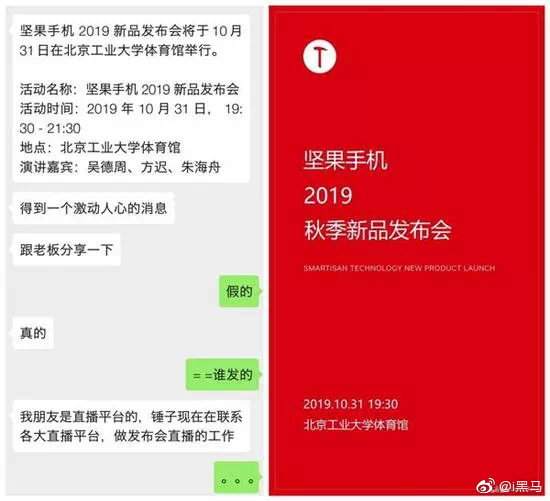 坚果手机 2019 新品发布会将于 10 月
31 日在北京工业大学体育馆举行。
活动名称：坚果手机 2019 新品发布会
活动时间：2019 年 10 月 31 日， 19:
30 - 21:30
地点：北京工业大学体育馆
演讲嘉宾：吴德周、方迟、朱海舟
得到一个激动人心的消息
跟老板分享一下
假的
真的
= =谁发的
我朋友是直播平台的，锤子现在在联系
各大直播平台，做发布会直播的工作
。。。
坚果手机
2019
秋季新品发布会
SMARTISAN TECHNOLOGY NEW PRODUCT LAUNCH
2019.10.31 19:30
北京工业大学体育馆
@i黑马